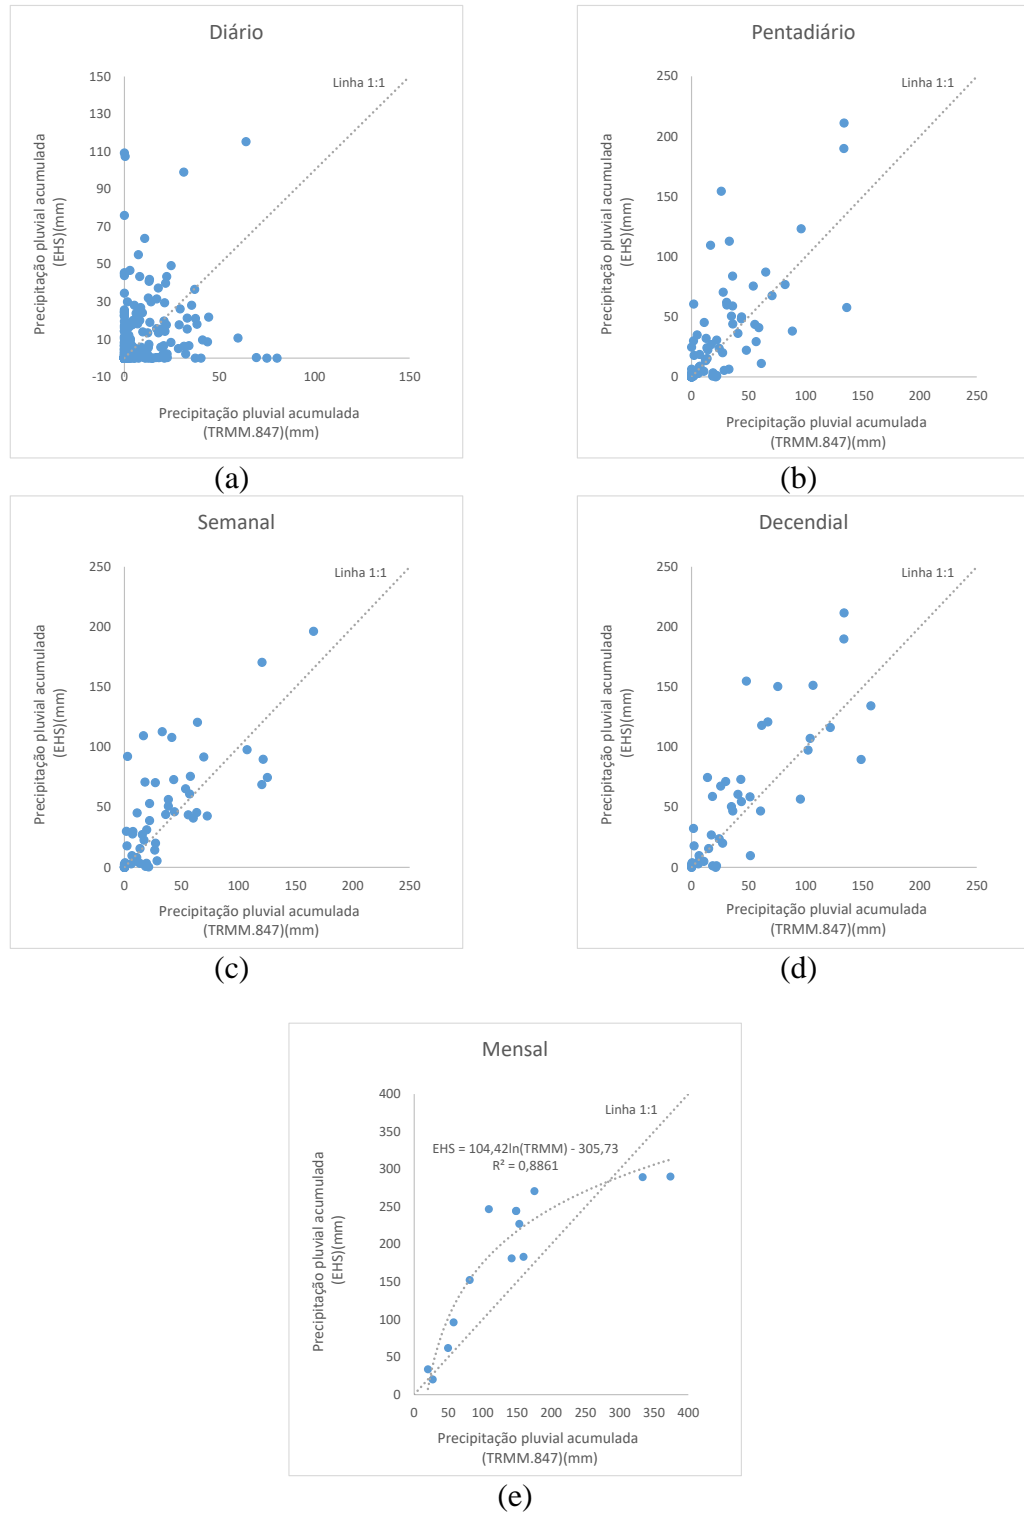 Diário
Linha 1:1
150
130
110
90
70
50
30
10
-10
0
50
100
150
Precipitação pluvial acumulada
(EHS)(mm)
Precipitação pluvial acumulada
(TRMM.847)(mm)
(a)
Pentadiário
Linha 1:1
250
200
150
100
50
0
0
50
100
150
200
250
Precipitação pluvial acumulada
(EHS)(mm)
Precipitação pluvial acumulada
(TRMM.847)(mm)
(b)
Semanal
Linha 1:1
250
200
150
100
50
0
0
50
100
150
200
250
Precipitação pluvial acumulada
(EHS)(mm)
Precipitação pluvial acumulada
(TRMM.847)(mm)
(c)
Decendial
Linha 1:1
250
200
150
100
50
0
0
50
100
150
200
250
Precipitação pluvial acumulada
(EHS)(mm)
Precipitação pluvial acumulada
(TRMM.847)(mm)
(d)
Mensal
Linha 1:1
EHS = 104,42ln(TRMM) - 305,73
R² = 0,8861
400
350
300
250
200
150
100
50
0
0
50
100
150
200
250
300
350
400
Precipitação pluvial acumulada
(EHS)(mm)
Precipitação pluvial acumulada
(TRMM.847)(mm)
(e)